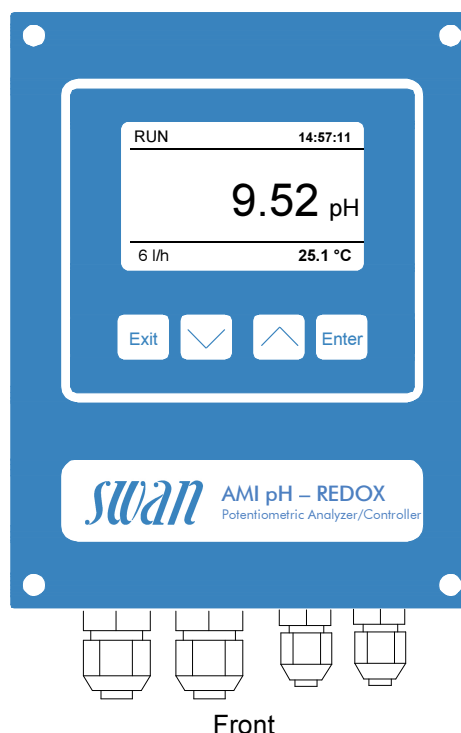 RUN 14:57:11
9.52 pH
6 l/h 25.1 °C
Exit Enter
swan AMI pH – REDOX
Potentiometric Analyzer/Controller
Front